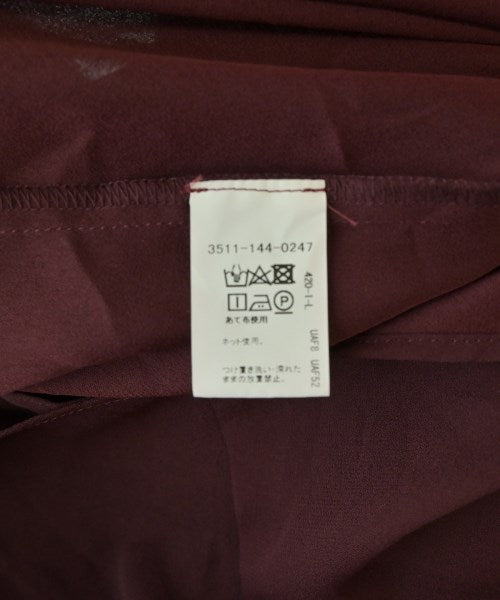 3511-144-0247
あて布使用
ネット使用。
つけ置き洗い・濡れた
ままの放置禁止。
420-1-L
UAF8 UAF52